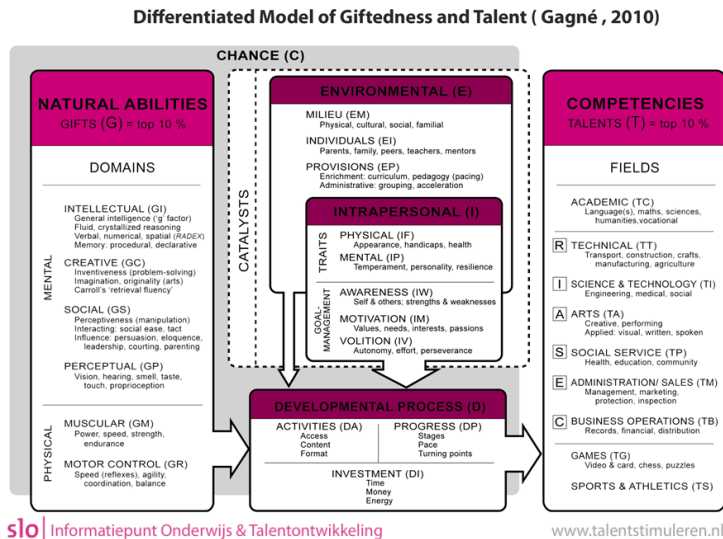 Differentiated Model of Giftedness and Talent ( Gagné , 2010)
CHANCE (C)
NATURAL ABILITIES
GIFTS (G) = top 10 %
DOMAINS
MENTAL
INTELLECTUAL (GI)
General intelligence ('g' factor)
Fluid, crystallized reasoning
Verbal, numerical, spatial (RADEX)
Memory: procedural, declarative
CREATIVE (GC)
Inventiveness (problem-solving)
Imagination, originality (arts)
Carroll's 'retrieval fluency'
SOCIAL (GS)
Perceptiveness (manipulation)
Interacting: social ease, tact
Influence: persuasion, eloquence,
leadership, courting, parenting
PERCEPTUAL (GP)
Vision, hearing, smell, taste,
touch, proprioception
PHYSICAL
MUSCULAR (GM)
Power, speed, strength,
endurance
MOTOR CONTROL (GR)
Speed (reflexes), agility,
coordination, balance
CATALYSTS
ENVIRONMENTAL (E)
MILIEU (EM)
Physical, cultural, social, familial
INDIVIDUALS (EI)
Parents, family, peers, teachers, mentors
PROVISIONS (EP)
Enrichment: curriculum, pedagogy (pacing)
Administrative: grouping, acceleration
INTRAPERSONAL (I)
TRAITS
PHYSICAL (IF)
Appearance, handicaps, health
MENTAL (IP)
Temperament, personality, resilience
GOAL-
MANAGEMENT
AWARENESS (IW)
Self & others; strengths & weaknesses
MOTIVATION (IM)
Values, needs, interests, passions
VOLITION (IV)
Autonomy, effort, perseverance
DEVELOPMENTAL PROCESS (D)
ACTIVITIES (DA)
Access
Content
Format
PROGRESS (DP)
Stages
Pace
Turning points
INVESTMENT (DI)
Time
Money
Energy
COMPETENCIES
TALENTS (T) = top 10 %
FIELDS
ACADEMIC (TC)
Language(s), maths, sciences,
humanities,vocational
R TECHNICAL (TT)
Transport, construction, crafts,
manufacturing, agriculture
I SCIENCE & TECHNOLOGY (TI)
Engineering, medical, social
A ARTS (TA)
Creative, performing
Applied: visual, written, spoken
S SOCIAL SERVICE (TP)
Health, education, community
E ADMINISTRATION/ SALES (TM)
Management, marketing,
protection, inspection
C BUSINESS OPERATIONS (TB)
Records, financial, distribution
GAMES (TG)
Video & card, chess, puzzles
SPORTS & ATHLETICS (TS)
slo | Informatiepunt Onderwijs & Talentontwikkeling
www.talentstimuleren.nl